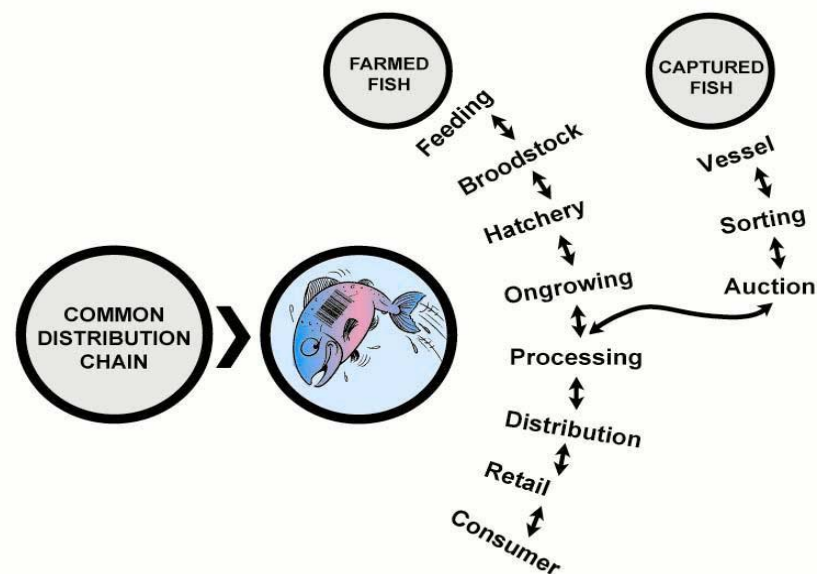 FARMED
FISH
Feeding
Broodstock
Hatchery
Ongrowing
CAPTURED
FISH
Vessel
Sorting
Auction
COMMON
DISTRIBUTION
CHAIN
Processing
Distribution
Retail
Consumer